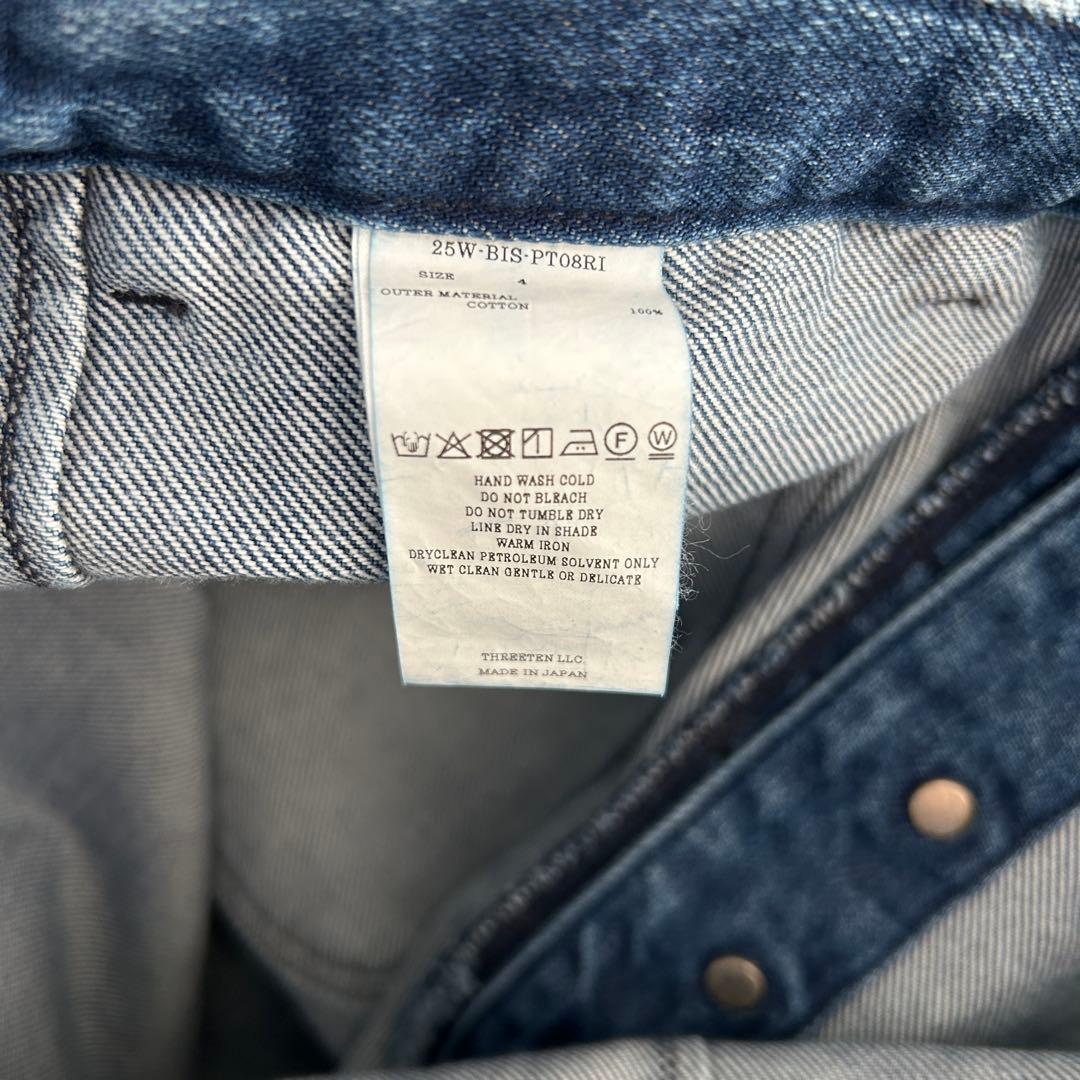 25W-BIS-PT08RI
SIZE 4
OUTER MATERIAL
COTTON 100%
F W
HAND WASH COLD
DO NOT BLEACH
DO NOT TUMBLE DRY
LINE DRY IN SHADE
WARM IRON
DRYCLEAN PETROLEUM SOLVENT ONLY
WET CLEAN GENTLE OR DELICATE
THREETEN LLC.
MADE IN JAPAN